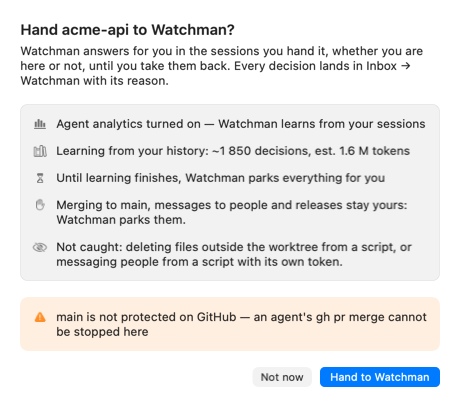 Hand acme-api to Watchman?
Watchman answers for you in the sessions you hand it, whether you are
here or not, until you take them back. Every decision lands in Inbox →
Watchman with its reason.
Agent analytics turned on — Watchman learns from your sessions
Learning from your history: ~1 850 decisions, est. 1.6 M tokens
Until learning finishes, Watchman parks everything for you
Merging to main, messages to people and releases stay yours:
Watchman parks them.
Not caught: deleting files outside the worktree from a script, or
messaging people from a script with its own token.
main is not protected on GitHub — an agent's gh pr merge cannot
be stopped here
Not now
Hand to Watchman